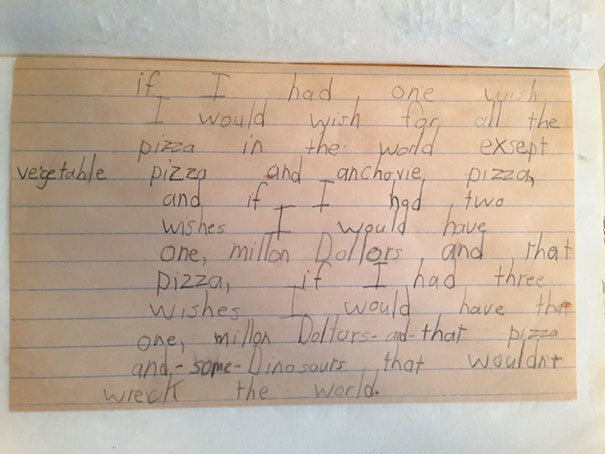 if I had one wish
I would wish for all the
pizza in the world exsept
vegetable pizza and anchovie pizza,
and if I had two
wishes I would have
one, millon Dollors and that
pizza, if I had three
wishes I would have that
one, millon Dollors-and-that pizza
and,-some-Dinosaurs that wouldn't
wreck the world.